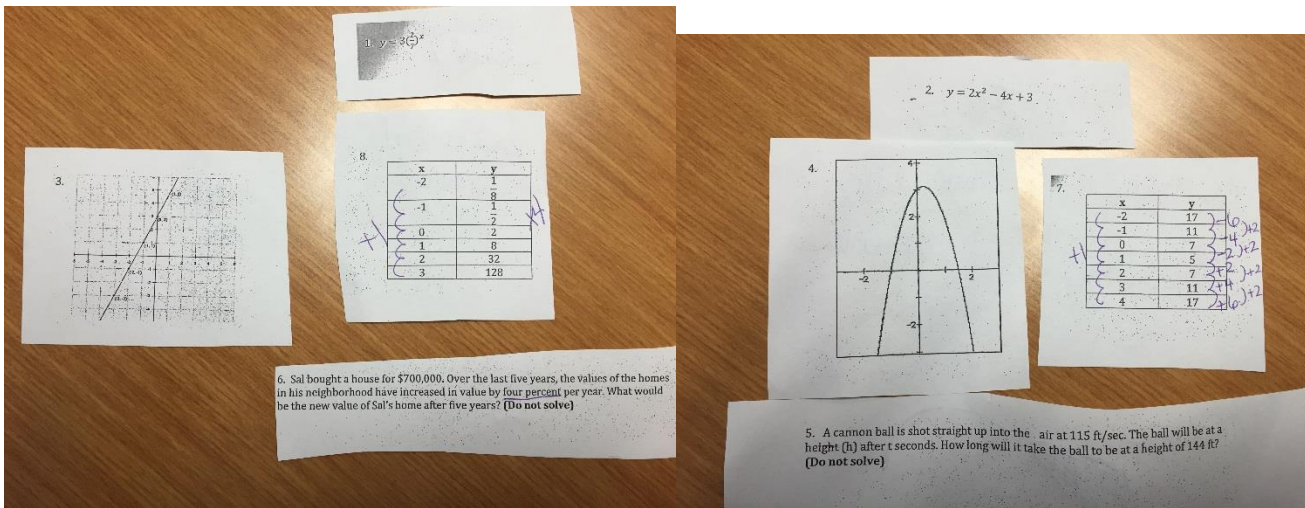 1. y = 3(
)ˣ
3.
8.
x y
-2 1/8
-1 1/2
0 2
1 8
2 32
3 128
+1
x4
6. Sal bought a house for $700,000. Over the last five years, the values of the homes
in his neighborhood have increased in value by four percent per year. What would
be the new value of Sal's home after five years? (Do not solve)
2. y = 2x² – 4x + 3
4.
4
2
-2 2
-2
7.
x y
-2 17
-1 11
0 7
1 5
2 7
3 11
4 17
+1
-6
-4
-2
+2
+4
+6
+2
+2
+2
+2
5. A cannon ball is shot straight up into the air at 115 ft/sec. The ball will be at a
height (h) after t seconds. How long will it take the ball to be at a height of 144 ft?
(Do not solve)